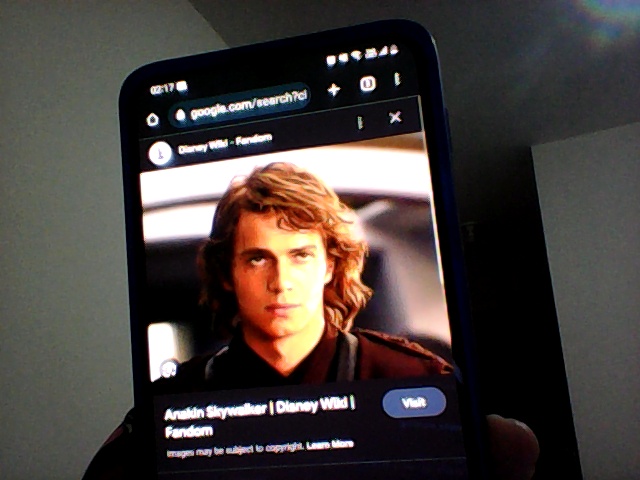 02:17
google.com/search?ci
Disney Wiki - Fandom
Anakin Skywalker | Disney Wiki |
Fandom
Visit
Images may be subject to copyright. Learn More